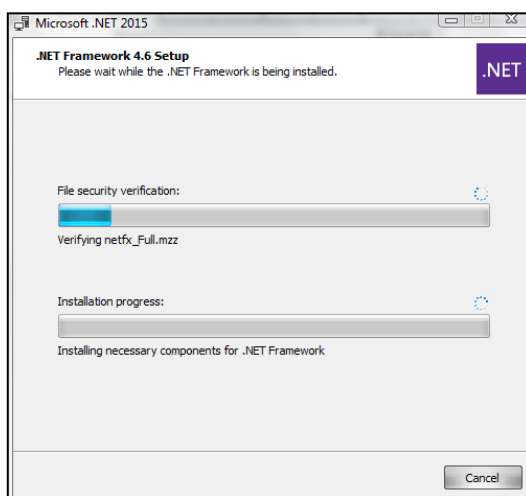 Microsoft .NET 2015
.NET Framework 4.6 Setup
Please wait while the .NET Framework is being installed.
.NET
File security verification:
Verifying netfx_Full.mzz
Installation progress:
Installing necessary components for .NET Framework
Cancel